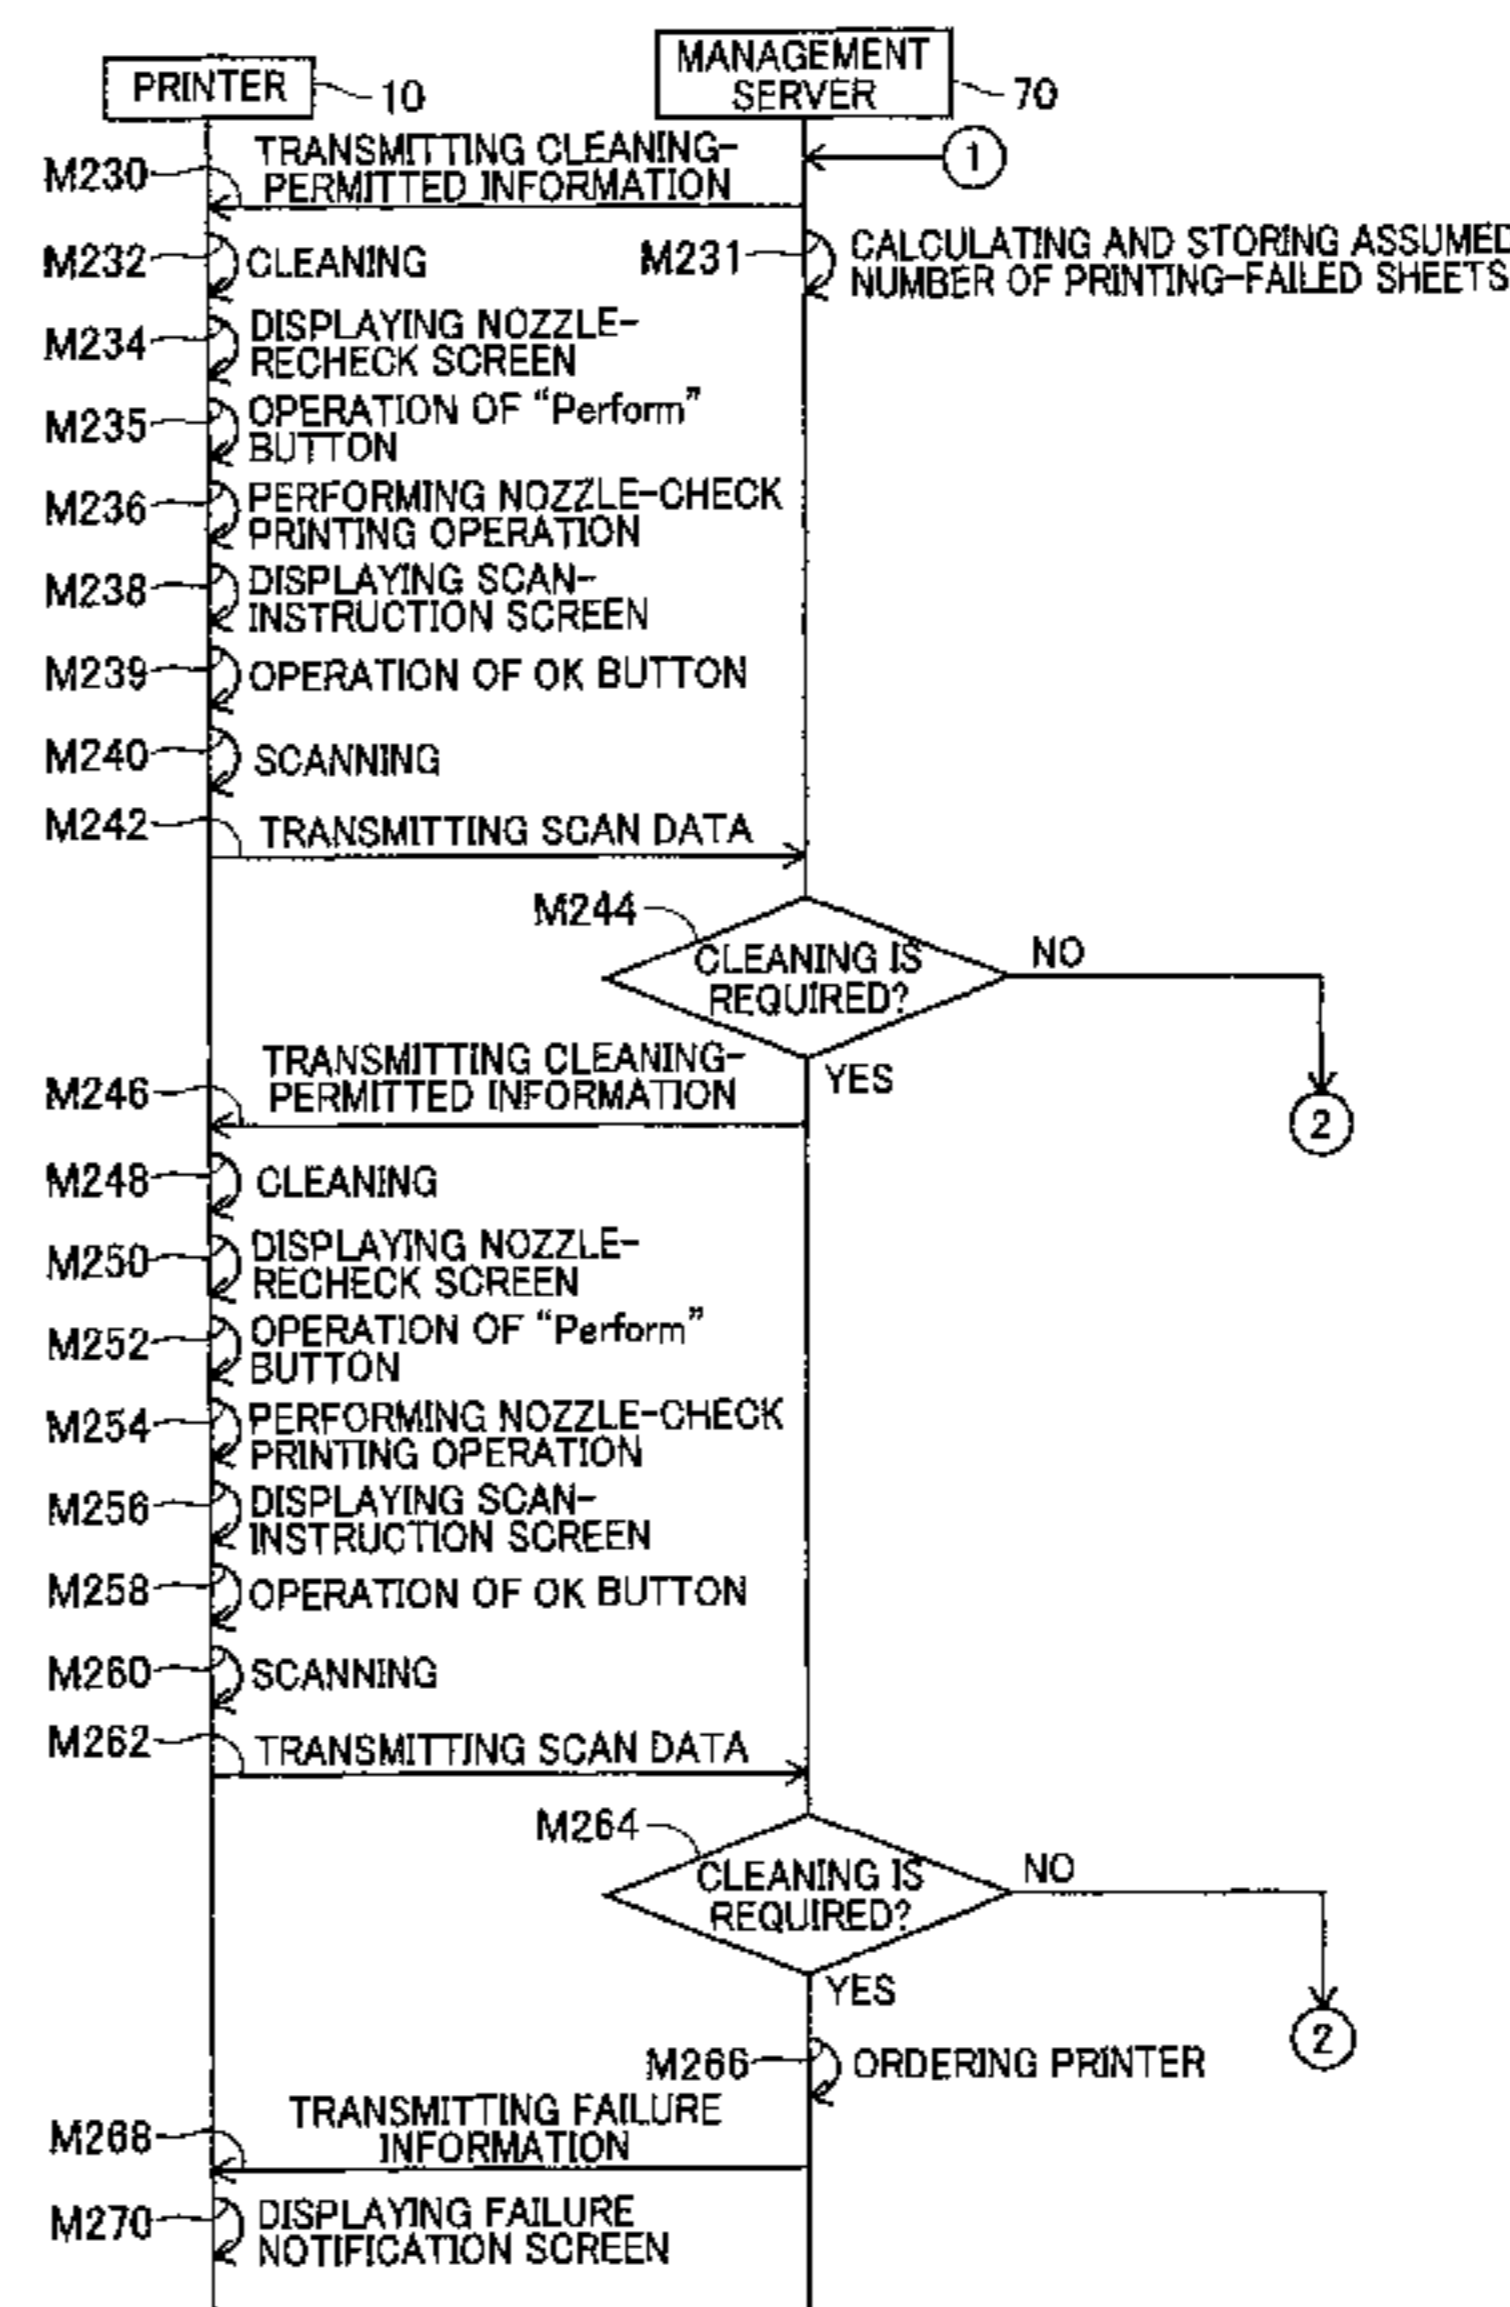 PRINTER
10
MANAGEMENT
SERVER
70
1
TRANSMITTING CLEANING-
PERMITTED INFORMATION
M230
M232
CLEANING
M231
CALCULATING AND STORING ASSUMED
NUMBER OF PRINTING-FAILED SHEETS
M234
DISPLAYING NOZZLE-
RECHECK SCREEN
M235
OPERATION OF “Perform”
BUTTON
M236
PERFORMING NOZZLE-CHECK
PRINTING OPERATION
M238
DISPLAYING SCAN-
INSTRUCTION SCREEN
M239
OPERATION OF OK BUTTON
M240
SCANNING
M242
TRANSMITTING SCAN DATA
M244
CLEANING IS
REQUIRED?
NO
2
YES
TRANSMITTING CLEANING-
PERMITTED INFORMATION
M246
M248
CLEANING
M250
DISPLAYING NOZZLE-
RECHECK SCREEN
M252
OPERATION OF “Perform”
BUTTON
M254
PERFORMING NOZZLE-CHECK
PRINTING OPERATION
M256
DISPLAYING SCAN-
INSTRUCTION SCREEN
M258
OPERATION OF OK BUTTON
M260
SCANNING
M262
TRANSMITTING SCAN DATA
M264
CLEANING IS
REQUIRED?
NO
2
YES
M266
ORDERING PRINTER
TRANSMITTING FAILURE
INFORMATION
M268
M270
DISPLAYING FAILURE
NOTIFICATION SCREEN